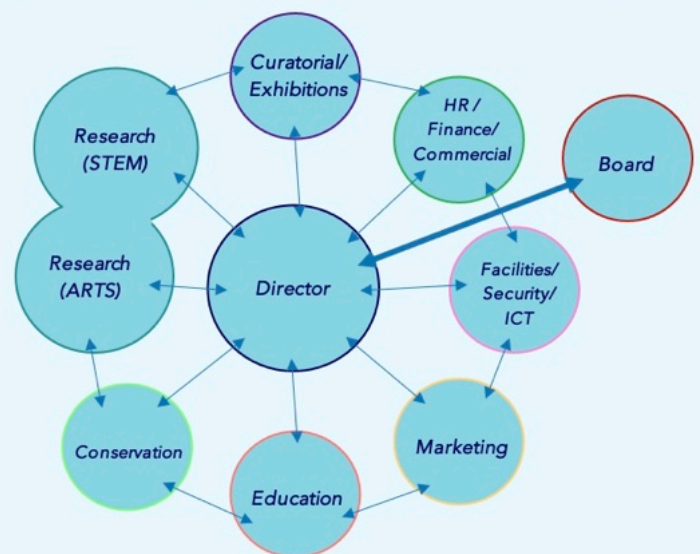 Curatorial/
Exhibitions
HR /
Finance/
Commercial
Research
(STEM)
Board
Research
(ARTS)
Director
Facilities/
Security/
ICT
Conservation
Marketing
Education